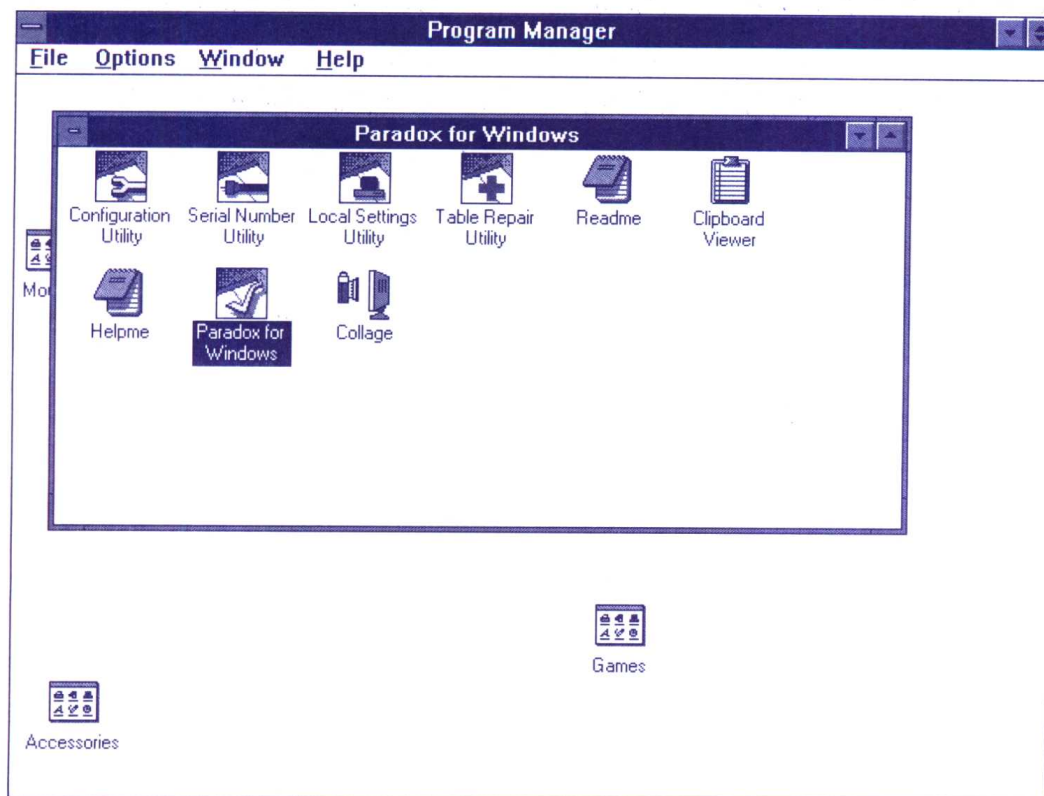 Program Manager
File Options Window Help
Paradox for Windows
Configuration Utility
Serial Number Utility
Local Settings Utility
Table Repair Utility
Readme
Clipboard Viewer
Helpme
Paradox for Windows
Collage
Games
Accessories